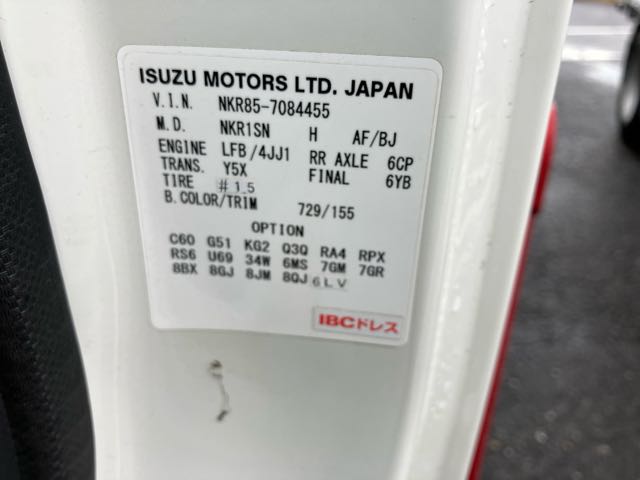 ISUZU MOTORS LTD. JAPAN
V.I.N. NKR85-7084455
M.D. NKR1SN H AF/BJ
ENGINE LFB/4JJ1 RR AXLE 6CP
TRANS. Y5X FINAL 6YB
TIRE #15
B.COLOR/TRIM 729/155
OPTION
C60 G51 KG2 Q3Q RA4 RPX
RS6 U69 34W 6MS 7GM 7GR
8BX 8GJ 8JM 8QJ 6LV
IBCドレス